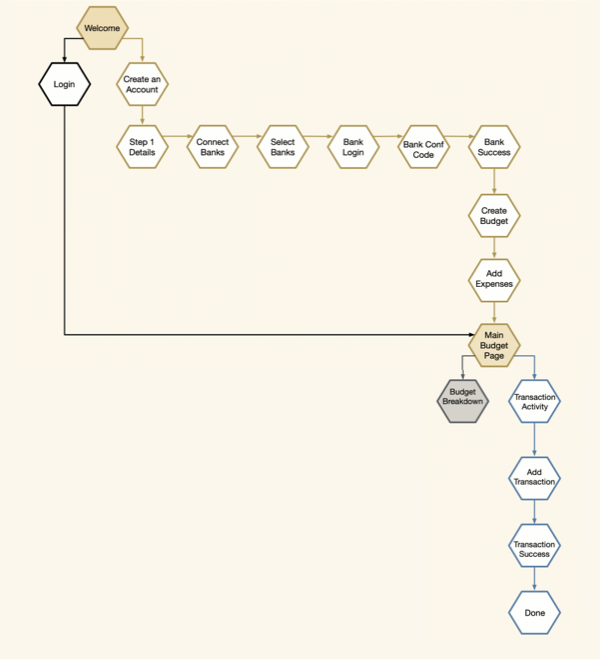 Welcome
Login
Create an
Account
Step 1
Details
Connect
Banks
Select
Banks
Bank
Login
Bank Conf
Code
Bank
Success
Create
Budget
Add
Expenses
Main
Budget
Page
Budget
Breakdown
Transaction
Activity
Add
Transaction
Transaction
Success
Done